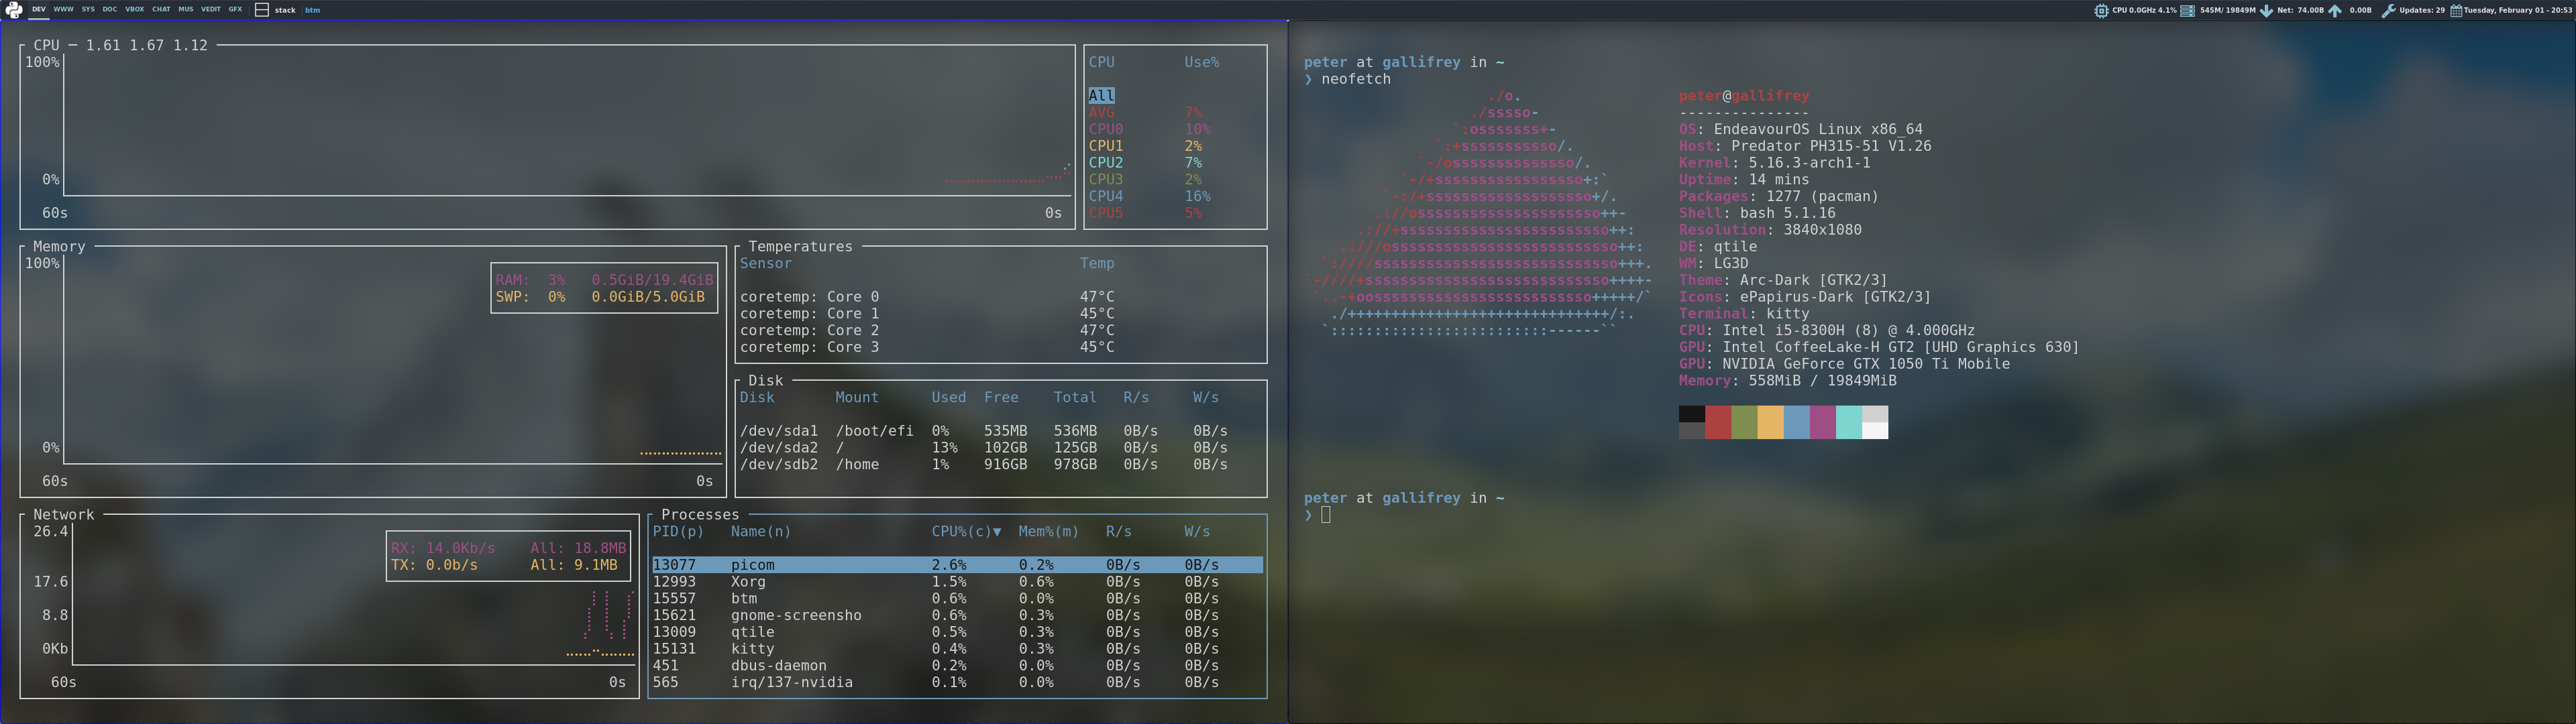 DEV WWW SYS DOC VBOX CHAT MUS VEDIT GFX stack btm CPU 0.0GHz 4.1% 545M/ 19849M Net: 74.00B 0.00B Updates: 29 Tuesday, February 01 - 20:53
CPU — 1.61 1.67 1.12
100%
0%
60s 0s
CPU Use%
All
AVG 7%
CPU0 10%
CPU1 2%
CPU2 7%
CPU3 2%
CPU4 16%
CPU5 5%
Memory
100%
RAM: 3% 0.5GiB/19.4GiB
SWP: 0% 0.0GiB/5.0GiB
0%
60s 0s
Temperatures
Sensor Temp
coretemp: Core 0 47°C
coretemp: Core 1 45°C
coretemp: Core 2 47°C
coretemp: Core 3 45°C
Disk
Disk Mount Used Free Total R/s W/s
/dev/sda1 /boot/efi 0% 535MB 536MB 0B/s 0B/s
/dev/sda2 / 13% 102GB 125GB 0B/s 0B/s
/dev/sdb2 /home 1% 916GB 978GB 0B/s 0B/s
Network
26.4
RX: 14.0Kb/s All: 18.8MB
TX: 0.0b/s All: 9.1MB
17.6
8.8
0Kb
60s 0s
Processes
PID(p) Name(n) CPU%(c)▼ Mem%(m) R/s W/s
13077 picom 2.6% 0.2% 0B/s 0B/s
12993 Xorg 1.5% 0.6% 0B/s 0B/s
15557 btm 0.6% 0.0% 0B/s 0B/s
15621 gnome-screensho 0.6% 0.3% 0B/s 0B/s
13009 qtile 0.5% 0.3% 0B/s 0B/s
15131 kitty 0.4% 0.3% 0B/s 0B/s
451 dbus-daemon 0.2% 0.0% 0B/s 0B/s
565 irq/137-nvidia 0.1% 0.0% 0B/s 0B/s
peter at gallifrey in ~
❯ neofetch
peter@gallifrey
---------------
OS: EndeavourOS Linux x86_64
Host: Predator PH315-51 V1.26
Kernel: 5.16.3-arch1-1
Uptime: 14 mins
Packages: 1277 (pacman)
Shell: bash 5.1.16
Resolution: 3840x1080
DE: qtile
WM: LG3D
Theme: Arc-Dark [GTK2/3]
Icons: ePapirus-Dark [GTK2/3]
Terminal: kitty
CPU: Intel i5-8300H (8) @ 4.000GHz
GPU: Intel CoffeeLake-H GT2 [UHD Graphics 630]
GPU: NVIDIA GeForce GTX 1050 Ti Mobile
Memory: 558MiB / 19849MiB
peter at gallifrey in ~
❯